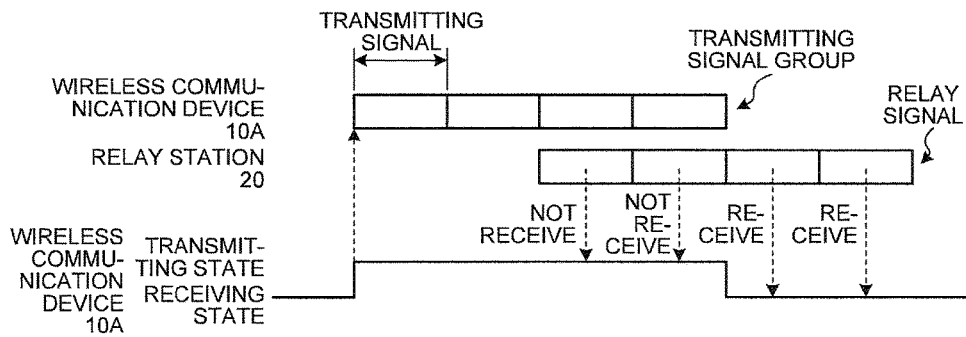 TRANSMITTING
SIGNAL
TRANSMITTING
SIGNAL GROUP
WIRELESS COMMU-
NICATION DEVICE
10A
RELAY
SIGNAL
RELAY STATION
20
NOT
RECEIVE
NOT
RE-
CEIVE
RE-
CEIVE
RE-
CEIVE
WIRELESS
COMMU-
NICATION
DEVICE
10A
TRANSMIT-
TING STATE
RECEIVING
STATE